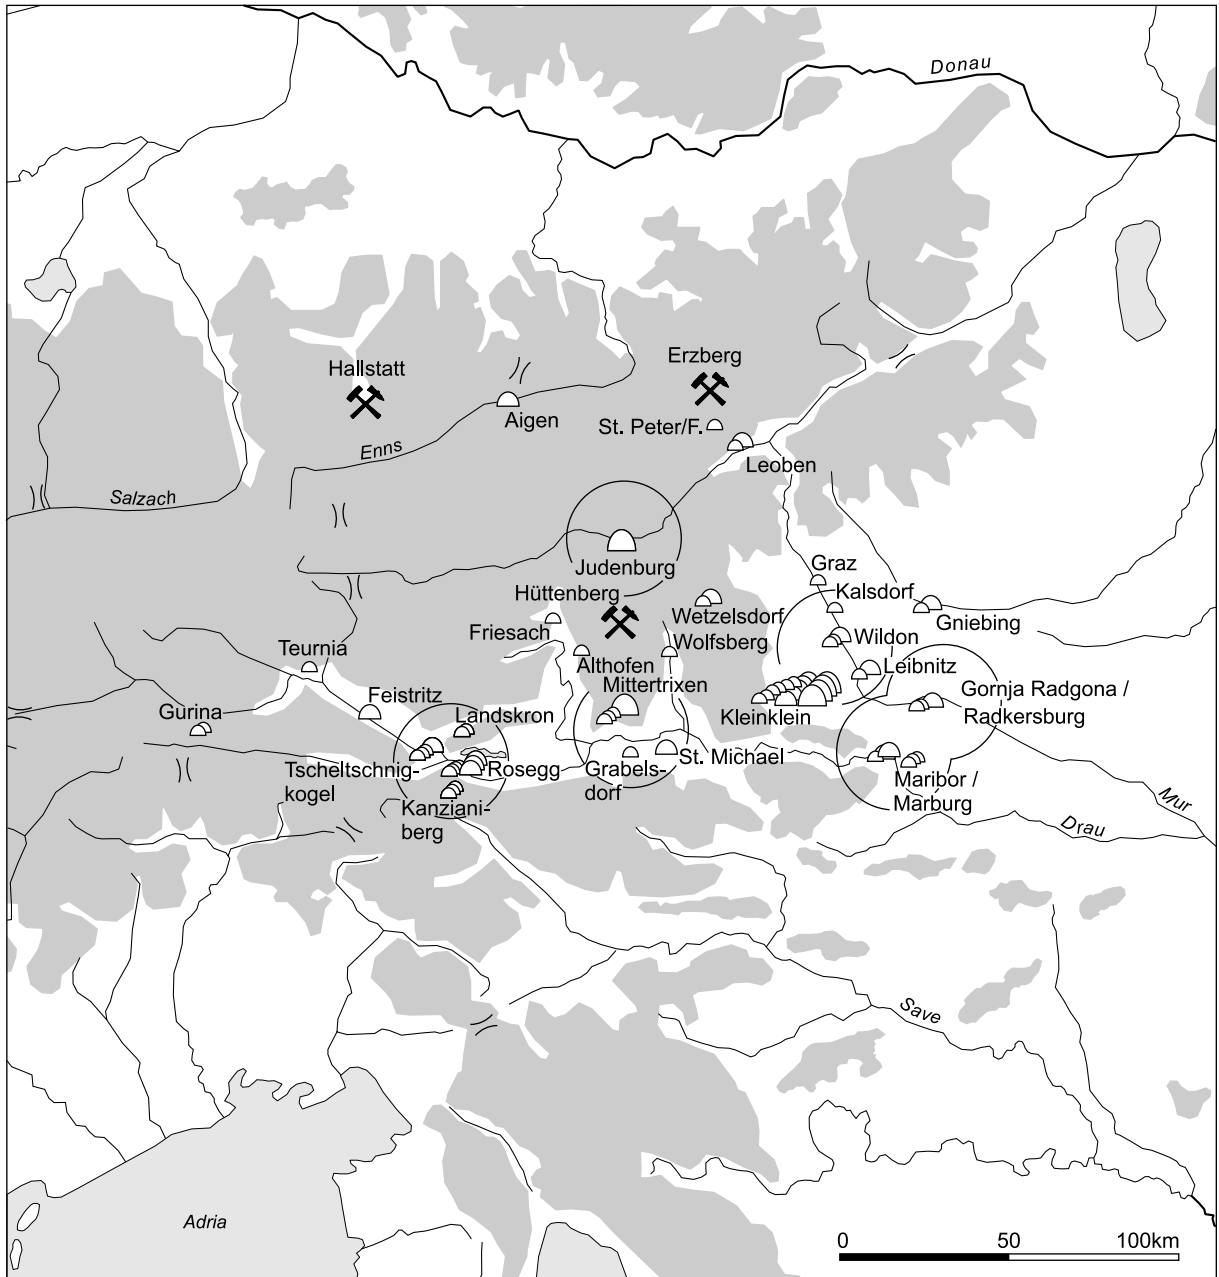 Donau
Hallstatt
Erzberg
Aigen
St. Peter/F.
Enns
Leoben
Salzach
Judenburg
Graz
Hüttenberg
Kalsdorf
Wetzelsdorf
Gniebing
Friesach
Wolfsberg
Wildon
Teurnia
Althofen
Leibnitz
Mittertrixen
Feistritz
Gornja Radgona /
Radkersburg
Gurina
Landskron
Kleinklein
St. Michael
Tscheltschnig-
kogel
Rosegg
Grabels-
dorf
Maribor /
Marburg
Kanziani-
berg
Mur
Drau
Save
Adria
0 50 100km